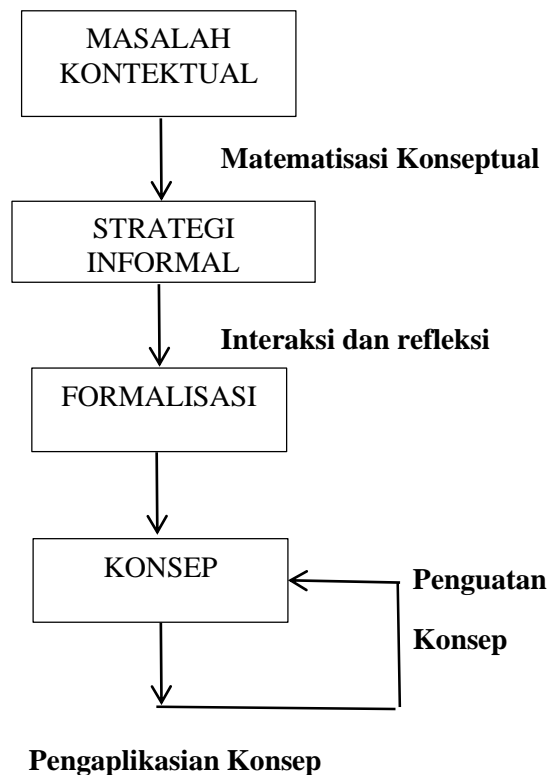 MASALAH
KONTEKTUAL
Matematisasi Konseptual
STRATEGI
INFORMAL
Interaksi dan refleksi
FORMALISASI
KONSEP
Penguatan
Konsep
Pengaplikasian Konsep